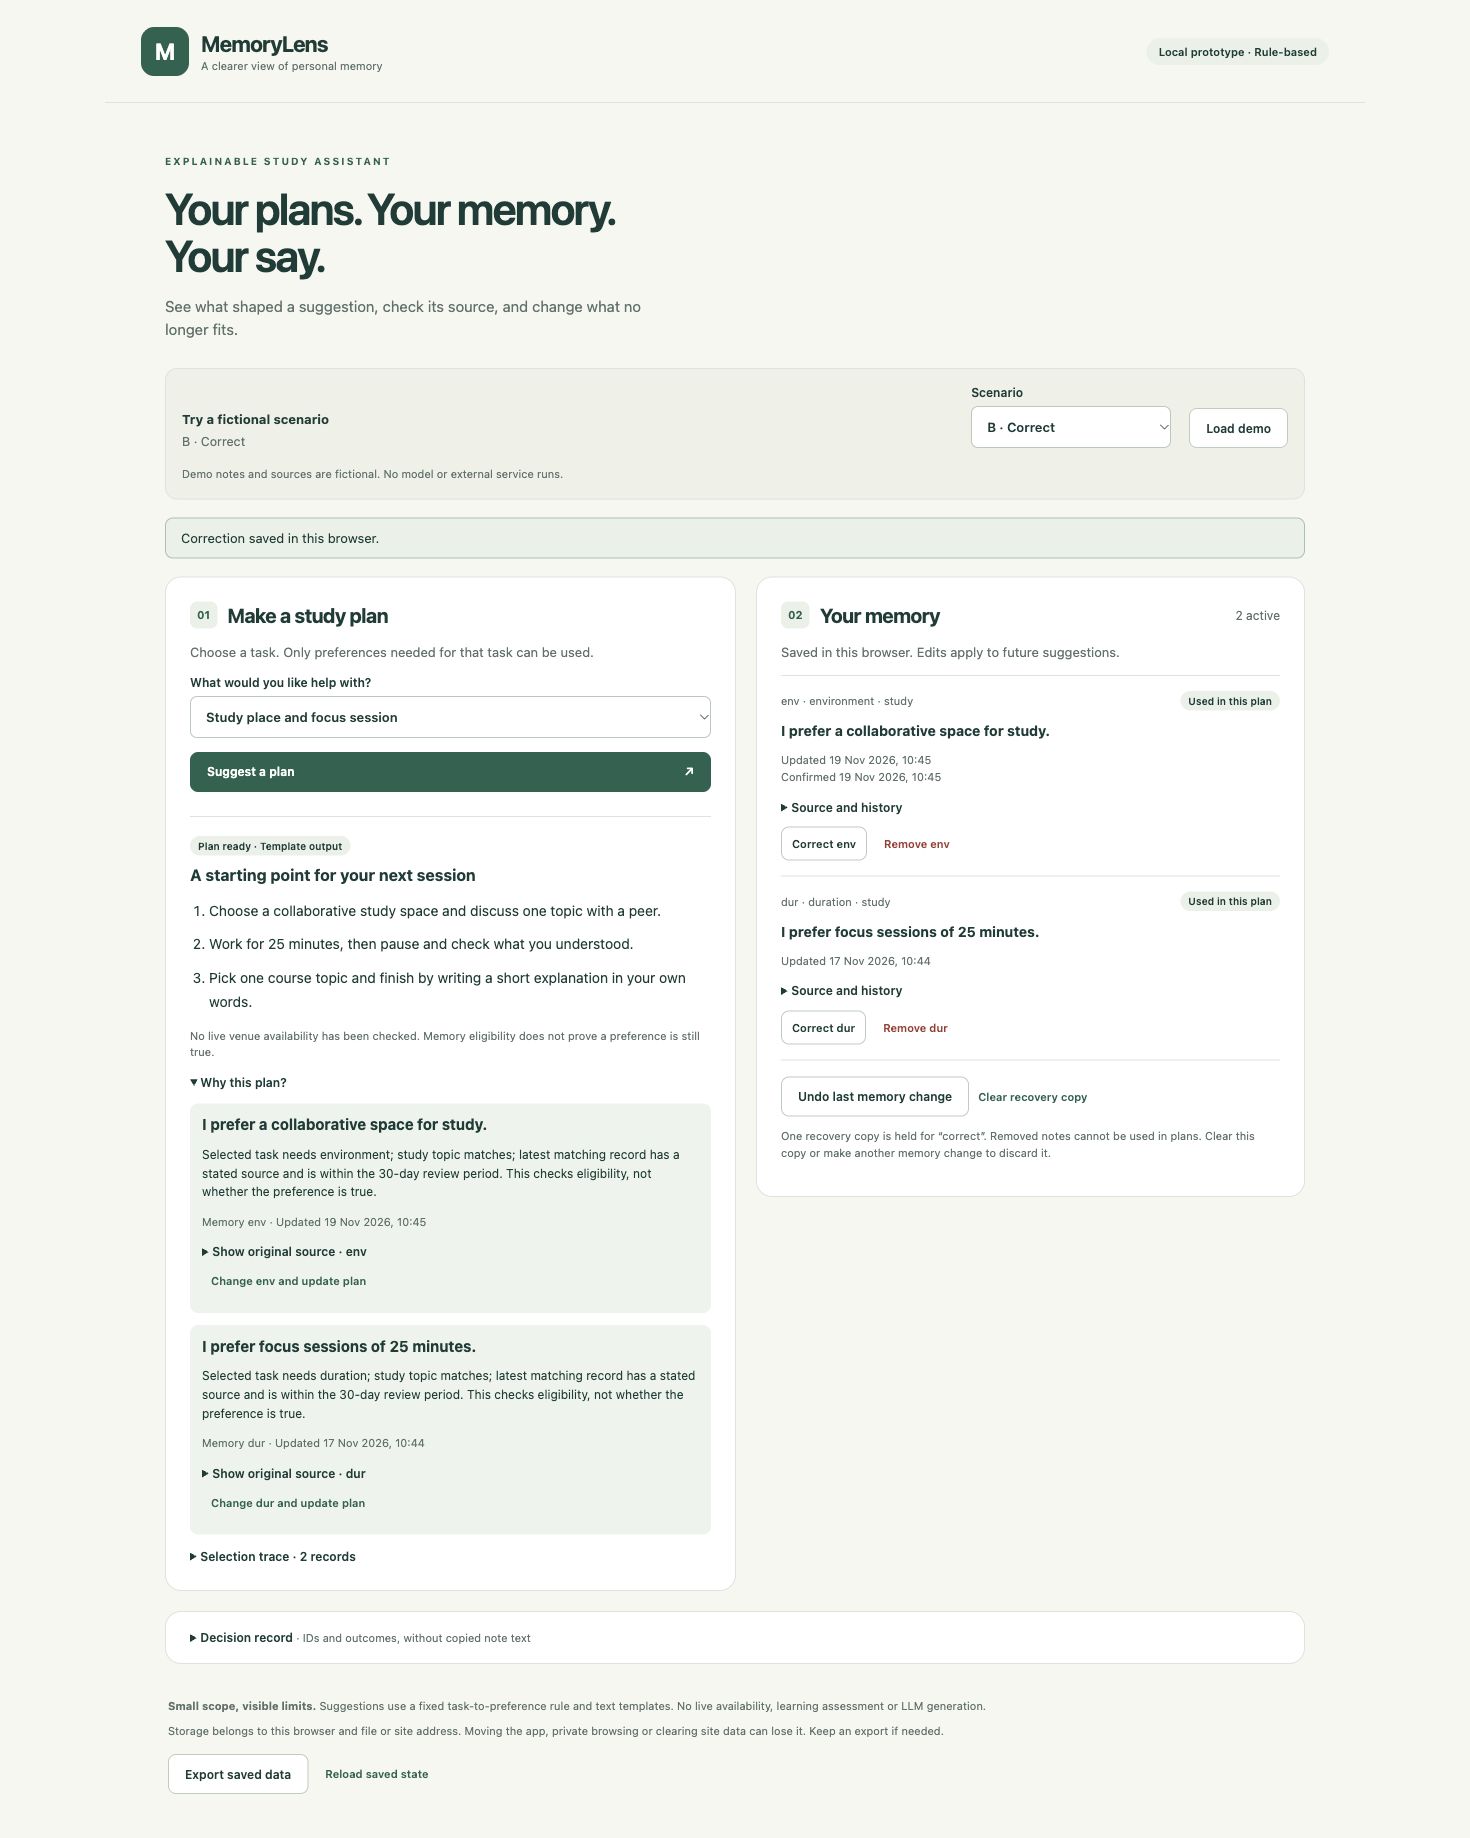 M
MemoryLens
A clearer view of personal memory
Local prototype · Rule-based
EXPLAINABLE STUDY ASSISTANT
Your plans. Your memory.
Your say.
See what shaped a suggestion, check its source, and change what no
longer fits.
Try a fictional scenario
B · Correct
Demo notes and sources are fictional. No model or external service runs.
Scenario
B · Correct
Load demo
Correction saved in this browser.
01 Make a study plan
Choose a task. Only preferences needed for that task can be used.
What would you like help with?
Study place and focus session
Suggest a plan ↗
Plan ready · Template output
A starting point for your next session
1. Choose a collaborative study space and discuss one topic with a peer.
2. Work for 25 minutes, then pause and check what you understood.
3. Pick one course topic and finish by writing a short explanation in your own
words.
No live venue availability has been checked. Memory eligibility does not prove a preference is still
true.
▼ Why this plan?
I prefer a collaborative space for study.
Selected task needs environment; study topic matches; latest matching record has a
stated source and is within the 30-day review period. This checks eligibility, not
whether the preference is true.
Memory env · Updated 19 Nov 2026, 10:45
▶ Show original source · env
Change env and update plan
I prefer focus sessions of 25 minutes.
Selected task needs duration; study topic matches; latest matching record has a stated
source and is within the 30-day review period. This checks eligibility, not whether the
preference is true.
Memory dur · Updated 17 Nov 2026, 10:44
▶ Show original source · dur
Change dur and update plan
▶ Selection trace · 2 records
02 Your memory
2 active
Saved in this browser. Edits apply to future suggestions.
env · environment · study
Used in this plan
I prefer a collaborative space for study.
Updated 19 Nov 2026, 10:45
Confirmed 19 Nov 2026, 10:45
▶ Source and history
Correct env
Remove env
dur · duration · study
Used in this plan
I prefer focus sessions of 25 minutes.
Updated 17 Nov 2026, 10:44
▶ Source and history
Correct dur
Remove dur
Undo last memory change
Clear recovery copy
One recovery copy is held for “correct”. Removed notes cannot be used in plans. Clear this
copy or make another memory change to discard it.
▶ Decision record · IDs and outcomes, without copied note text
Small scope, visible limits. Suggestions use a fixed task-to-preference rule and text templates. No live availability, learning assessment or LLM generation.
Storage belongs to this browser and file or site address. Moving the app, private browsing or clearing site data can lose it. Keep an export if needed.
Export saved data
Reload saved state